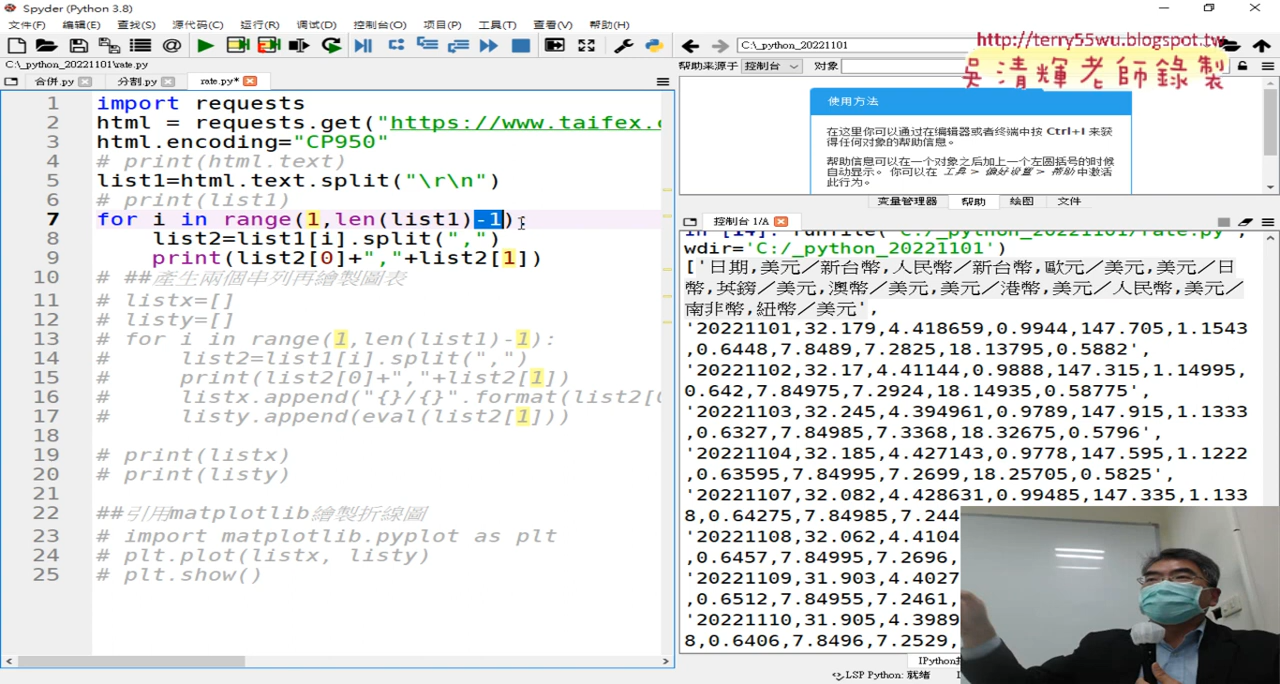 Spyder (Python 3.8)
文件(F) 编辑(E) 查找(S) 源代码(C) 运行(R) 调试(D) 控制台(O) 项目(P) 工具(T) 查看(V) 帮助(H)
C:\_python_20221101
http://terry55wu.blogspot.tw
吳清輝老師錄製
C:\_python_20221101\rate.py
帮助来源于 控制台 对象
合併.py 分割.py rate.py*
1 import requests
2 html = requests.get("https://www.taifex.c
3 html.encoding="CP950"
4 # print(html.text)
5 list1=html.text.split("\r\n")
6 # print(list1)
7 for i in range(1,len(list1)-1):
8 list2=list1[i].split(",")
9 print(list2[0]+","+list2[1])
10 # ##產生兩個串列再繪製圖表
11 # listx=[]
12 # listy=[]
13 # for i in range(1,len(list1)-1):
14 # list2=list1[i].split(",")
15 # print(list2[0]+","+list2[1])
16 # listx.append("{}/{}".format(list2[0
17 # listy.append(eval(list2[1]))
18
19 # print(listx)
20 # print(listy)
21
22 ##引用matplotlib繪製折線圖
23 # import matplotlib.pyplot as plt
24 # plt.plot(listx, listy)
25 # plt.show()
使用方法
在这里你可以通过在编辑器或者终端中按 Ctrl+I 来获
得任何对象的帮助信息。
帮助信息可以在一个对象之后加上一个左圆括号的时候
自动显示。 你可以在 工具 > 偏好设置 > 帮助 中激活
此行为。
变量管理器 帮助 绘图 文件
控制台 1/A
In [14]: runfile('C:/_python_20221101/rate.py',
wdir='C:/_python_20221101')
['日期,美元／新台幣,人民幣／新台幣,歐元／美元,美元／日
幣,英鎊／美元,澳幣／美元,美元／港幣,美元／人民幣,美元／
南非幣,紐幣／美元',
'20221101,32.179,4.418659,0.9944,147.705,1.1543
,0.6448,7.8489,7.2825,18.13795,0.5882',
'20221102,32.17,4.41144,0.9888,147.315,1.14995,
0.642,7.84975,7.2924,18.14935,0.58775',
'20221103,32.245,4.394961,0.9789,147.915,1.1333
,0.6327,7.84985,7.3368,18.32675,0.5796',
'20221104,32.185,4.427143,0.9778,147.595,1.1222
,0.63595,7.84995,7.2699,18.25705,0.5825',
'20221107,32.082,4.428631,0.99485,147.335,1.133
8,0.64275,7.84985,7.244
'20221108,32.062,4.4104
,0.6457,7.84995,7.2696,
'20221109,31.903,4.4027
,0.6512,7.84955,7.2461,
'20221110,31.905,4.3989
8,0.6406,7.8496,7.2529,
LSP Python: 就绪